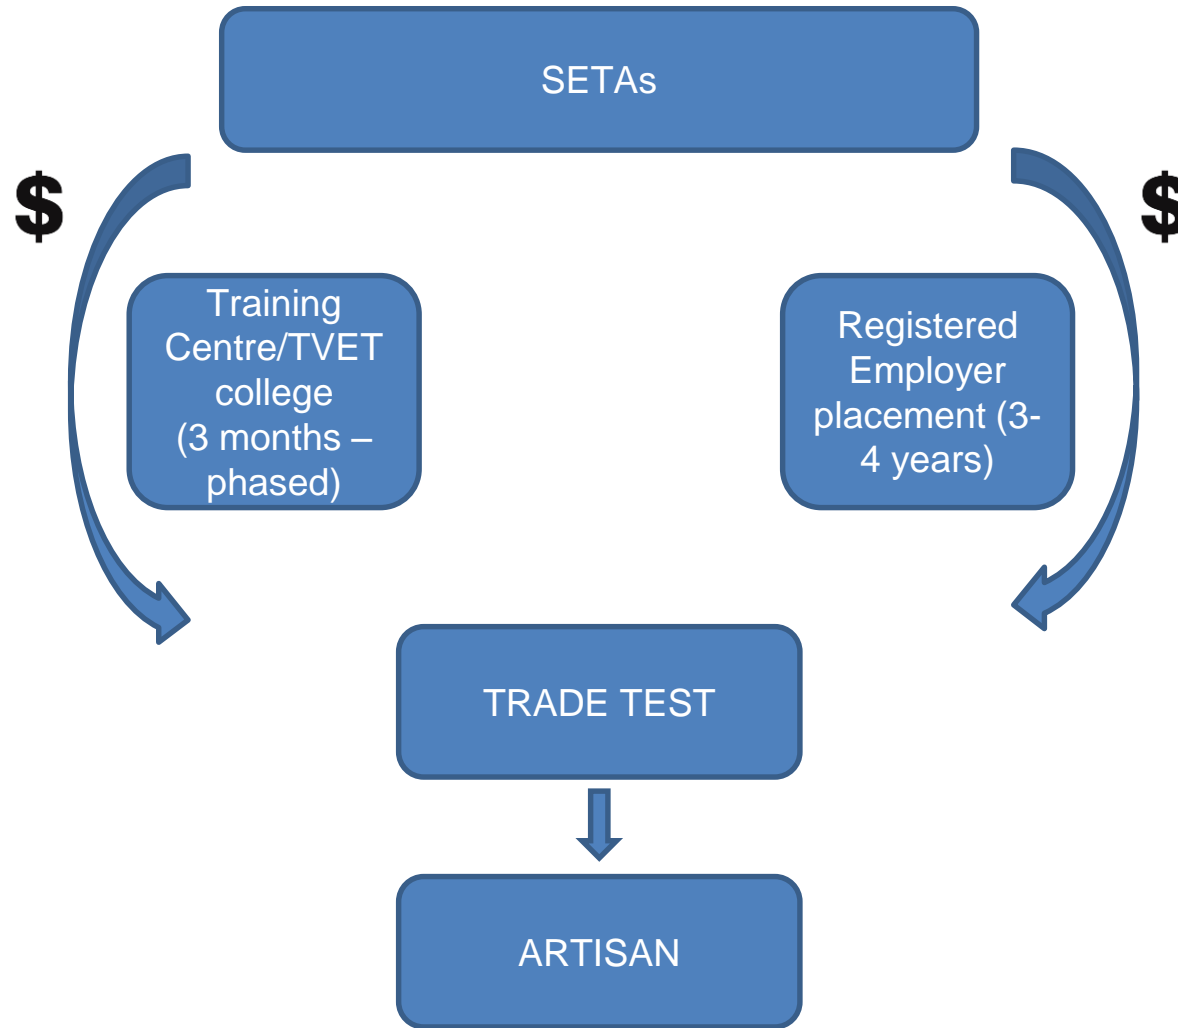 SETAs
$
$
Training
Centre/TVET
college
(3 months –
phased)
Registered
Employer
placement (3-
4 years)
TRADE TEST
ARTISAN